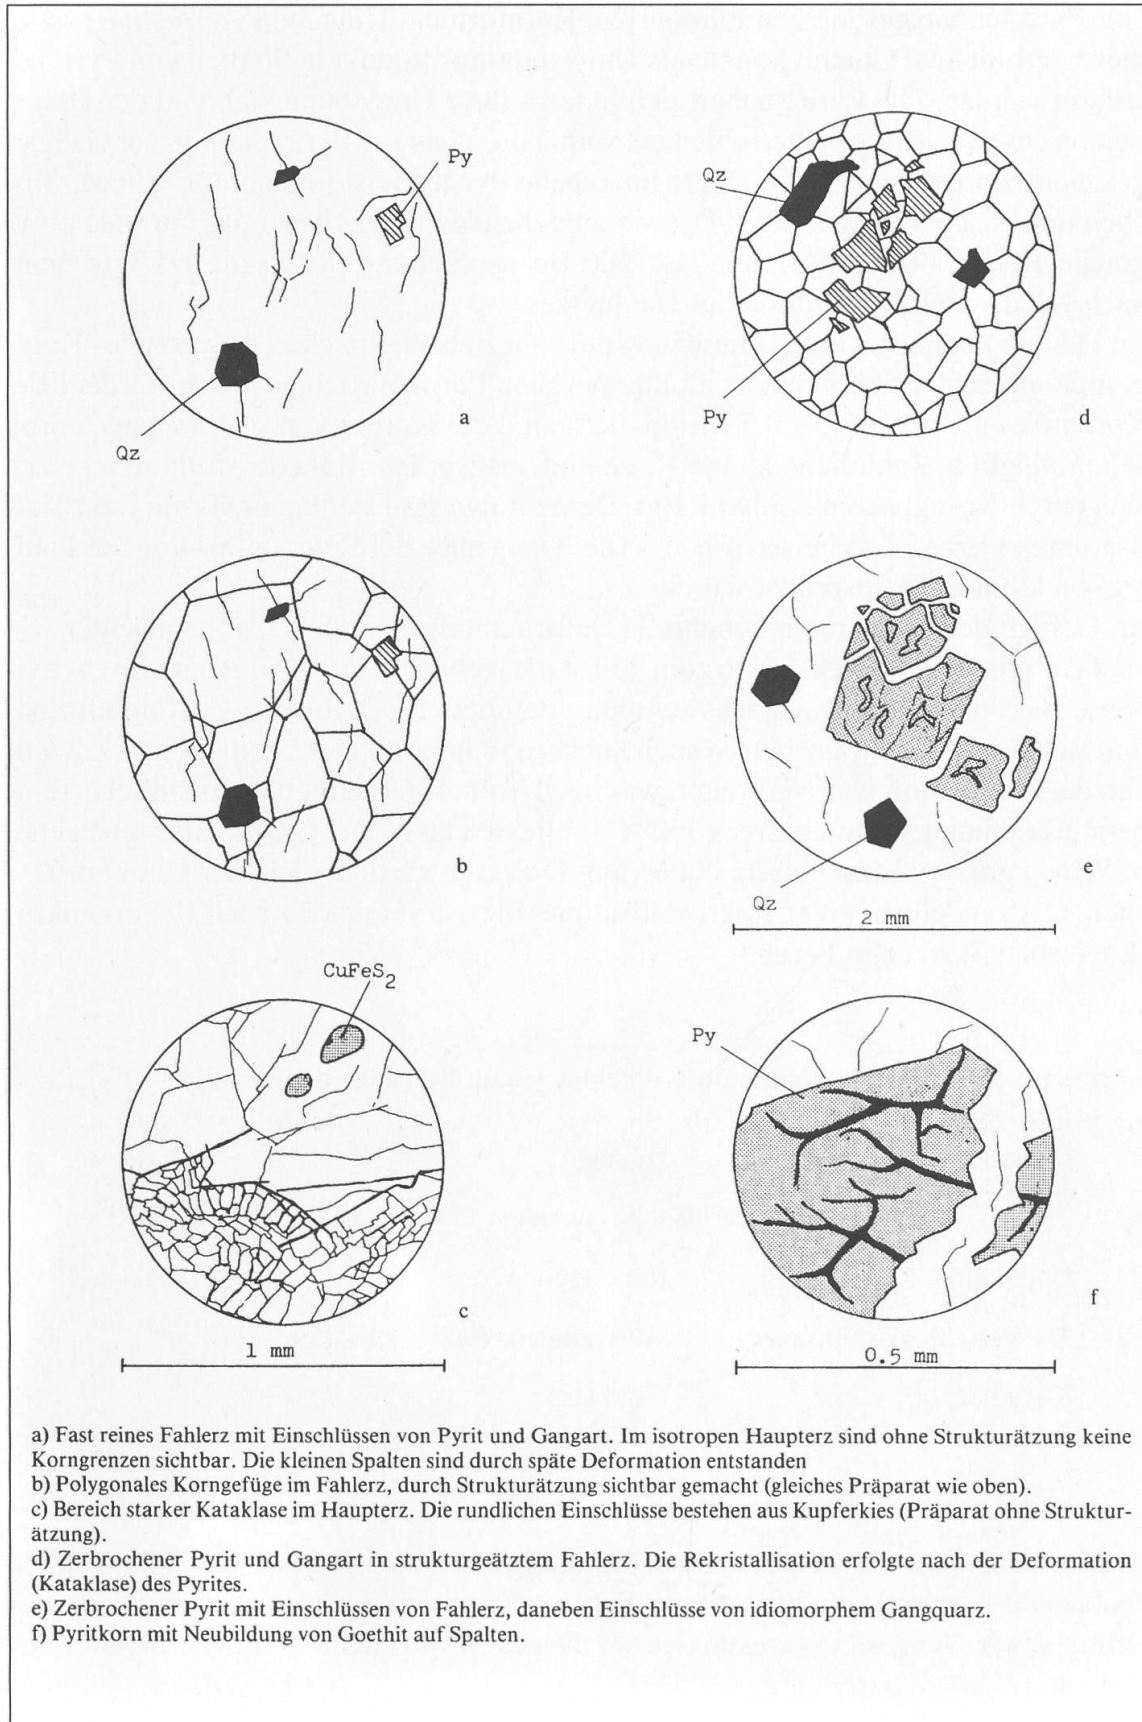 Py
Qz
a
Qz
Py
d
b
Qz
e
2 mm
CuFeS2
c
1 mm
Py
f
0.5 mm
a) Fast reines Fahlerz mit Einschlüssen von Pyrit und Gangart. Im isotropen Haupterz sind ohne Strukturätzung keine
Korngrenzen sichtbar. Die kleinen Spalten sind durch späte Deformation entstanden
b) Polygonales Korngefüge im Fahlerz, durch Strukturätzung sichtbar gemacht (gleiches Präparat wie oben).
c) Bereich starker Kataklase im Haupterz. Die rundlichen Einschlüsse bestehen aus Kupferkies (Präparat ohne Struktur-
ätzung).
d) Zerbrochener Pyrit und Gangart in strukturgeätztem Fahlerz. Die Rekristallisation erfolgte nach der Deformation
(Kataklase) des Pyrites.
e) Zerbrochener Pyrit mit Einschlüssen von Fahlerz, daneben Einschlüsse von idiomorphem Gangquarz.
f) Pyritkorn mit Neubildung von Goethit auf Spalten.